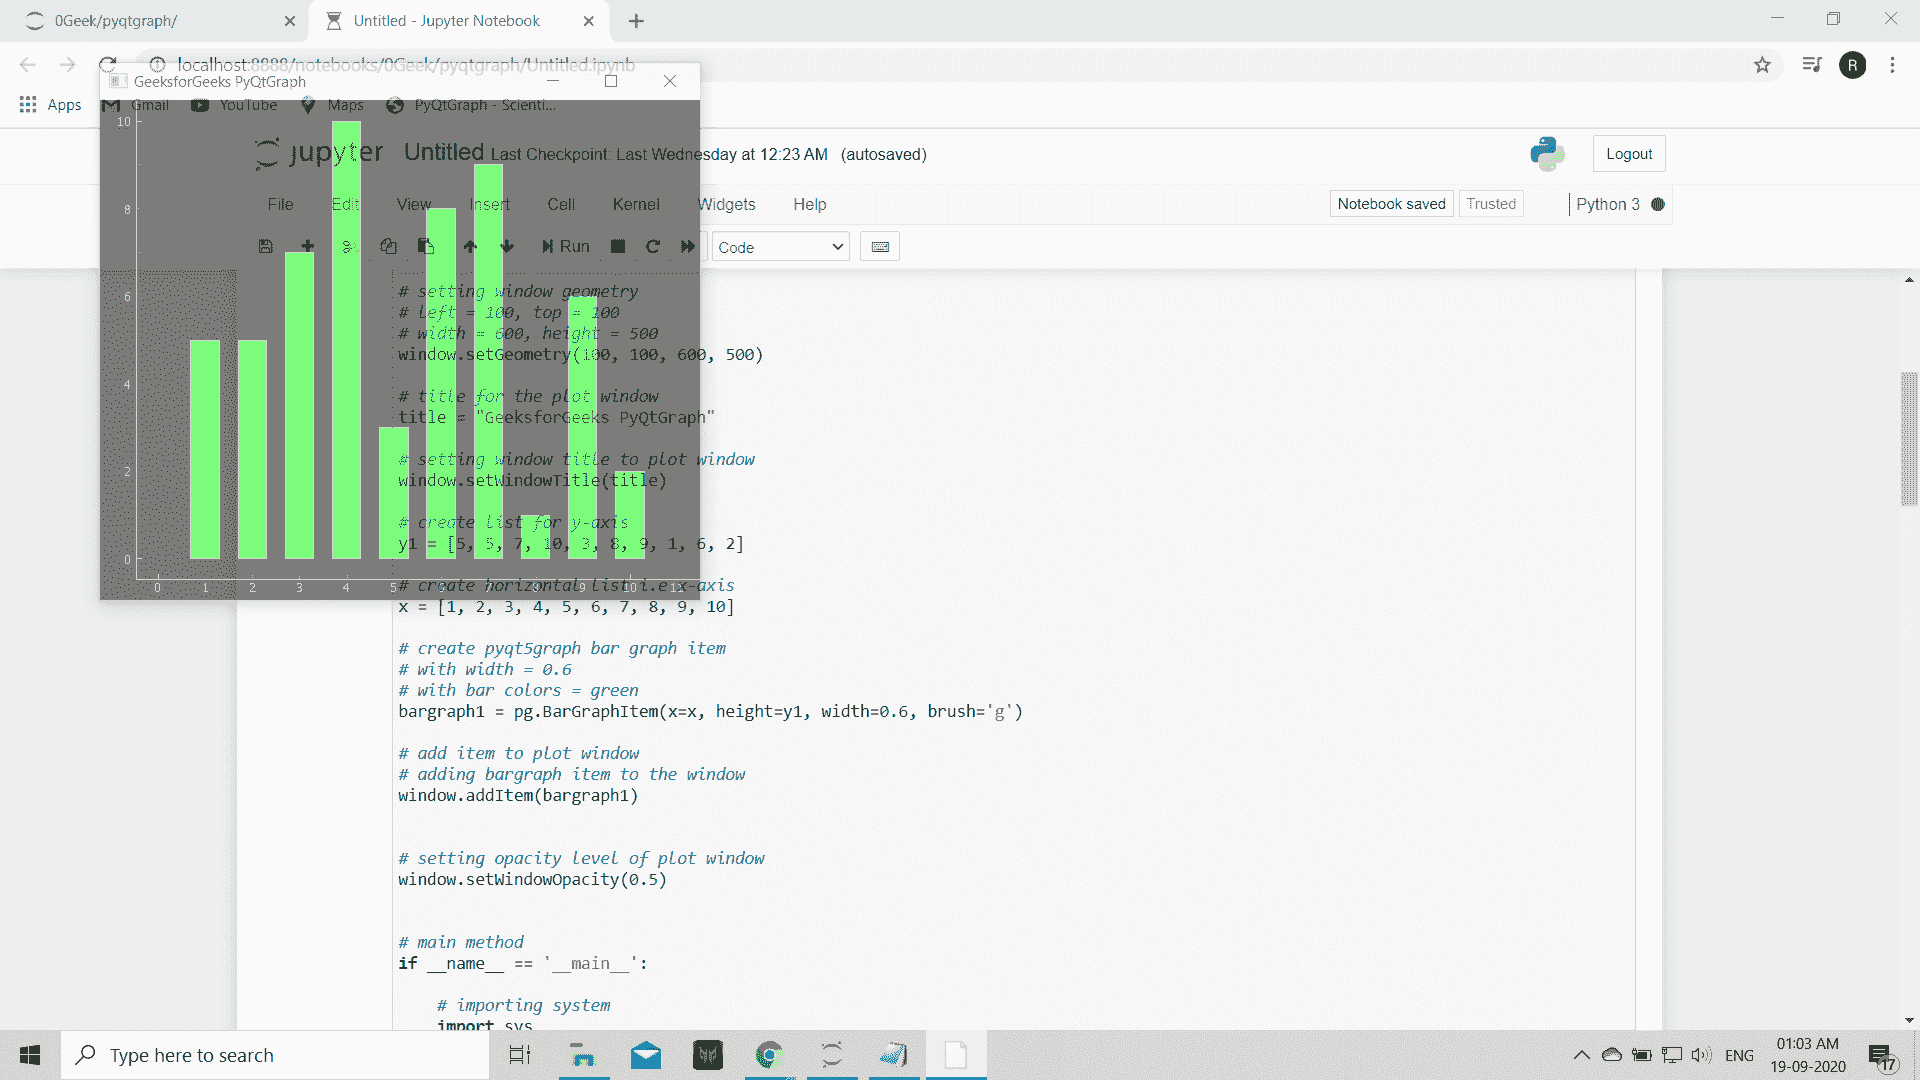 0Geek/pyqtgraph/
Untitled - Jupyter Notebook
localhost:8888/notebooks/0Geek/pyqtgraph/Untitled.ipynb
R
GeeksforGeeks PyQtGraph
Apps
Gmail
YouTube
Maps
PyQtGraph - Scienti...
jupyter Untitled Last Checkpoint: Last Wednesday at 12:23 AM (autosaved)
Logout
File
Edit
View
Insert
Cell
Kernel
Widgets
Help
Notebook saved
Trusted
Python 3
Run
Code
10
8
6
4
2
0
0 1 2 3 4 5 6 7 8 9 10 11
# setting window geometry
# left = 100, top = 100
# width = 600, height = 500
window.setGeometry(100, 100, 600, 500)
# title for the plot window
title = "GeeksforGeeks PyQtGraph"
# setting window title to plot window
window.setWindowTitle(title)
# create list for y-axis
y1 = [5, 5, 7, 10, 3, 8, 9, 1, 6, 2]
# create horizontal list i.e x-axis
x = [1, 2, 3, 4, 5, 6, 7, 8, 9, 10]
# create pyqt5graph bar graph item
# with width = 0.6
# with bar colors = green
bargraph1 = pg.BarGraphItem(x=x, height=y1, width=0.6, brush='g')
# add item to plot window
# adding bargraph item to the window
window.addItem(bargraph1)
# setting opacity level of plot window
window.setWindowOpacity(0.5)
# main method
if __name__ == '__main__':
# importing system
import sys
Type here to search
ENG
01:03 AM
19-09-2020
17